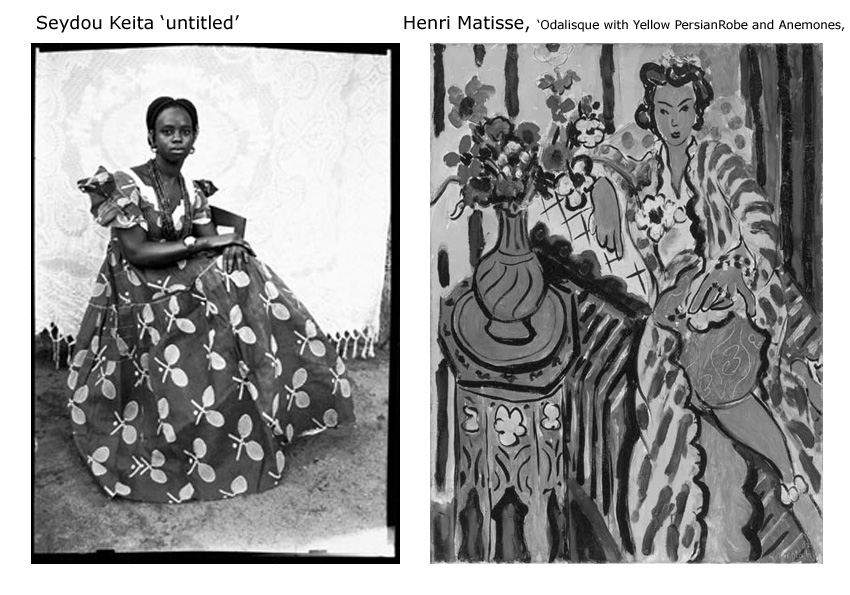 Seydou Keita ‘untitled’
Henri Matisse, ‘Odalisque with Yellow PersianRobe and Anemones,